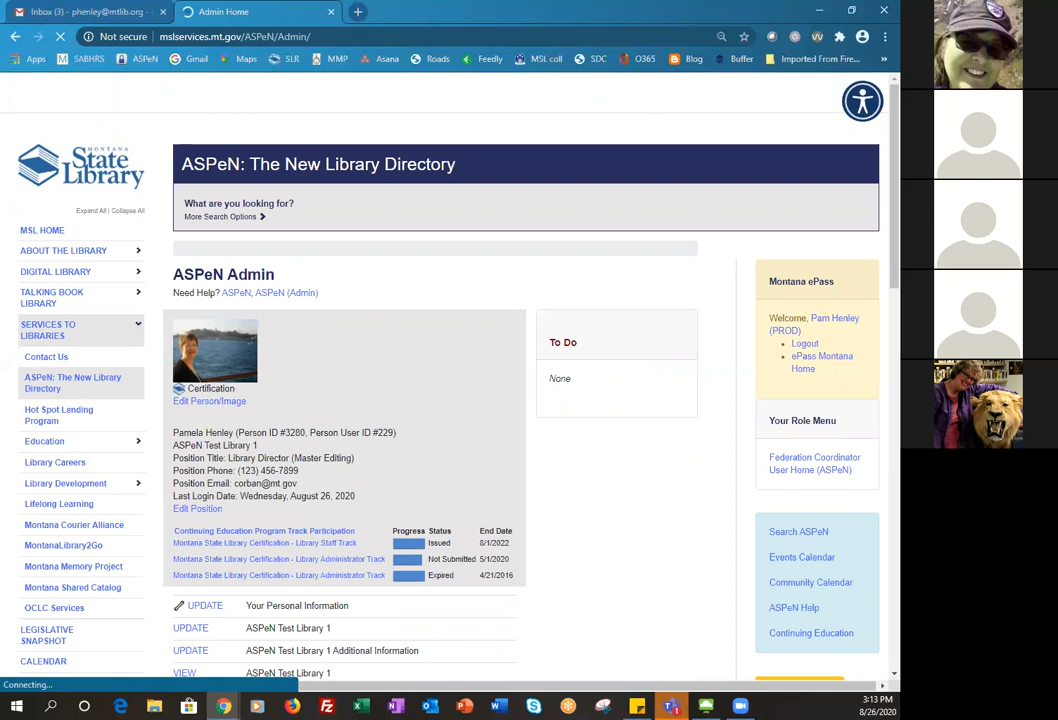 Inbox (3) - phenley@mtlib.org -
Admin Home
Not secure | mslservices.mt.gov/ASPeN/Admin/
Apps SABHRS ASPeN Gmail Maps SLR MMP Asana Roads Feedly MSL coll SDC O365 Blog Buffer Imported From Fire...
MONTANA
State
Library
Expand All | Collapse All
MSL HOME
ABOUT THE LIBRARY
DIGITAL LIBRARY
TALKING BOOK
LIBRARY
SERVICES TO
LIBRARIES
Contact Us
ASPeN: The New Library
Directory
Hot Spot Lending
Program
Education
Library Careers
Library Development
Lifelong Learning
Montana Courier Alliance
MontanaLibrary2Go
Montana Memory Project
Montana Shared Catalog
OCLC Services
LEGISLATIVE
SNAPSHOT
CALENDAR
ASPeN: The New Library Directory
What are you looking for?
More Search Options
ASPeN Admin
Need Help? ASPeN, ASPeN (Admin)
Certification
Edit Person/Image
Pamela Henley (Person ID #3280, Person User ID #229)
ASPeN Test Library 1
Position Title: Library Director (Master Editing)
Position Phone: (123) 456-7899
Position Email: corban@mt.gov
Last Login Date: Wednesday, August 26, 2020
Edit Position
Continuing Education Program Track Participation Progress Status End Date
Montana State Library Certification - Library Staff Track Issued 8/1/2022
Montana State Library Certification - Library Administrator Track Not Submitted 5/1/2020
Montana State Library Certification - Library Administrator Track Expired 4/21/2016
UPDATE Your Personal Information
UPDATE ASPeN Test Library 1
UPDATE ASPeN Test Library 1 Additional Information
VIEW ASPeN Test Library 1
To Do
None
Montana ePass
Welcome, Pam Henley
(PROD)
Logout
ePass Montana
Home
Your Role Menu
Federation Coordinator
User Home (ASPeN)
Search ASPeN
Events Calendar
Community Calendar
ASPeN Help
Continuing Education
Connecting...
3:13 PM
8/26/2020